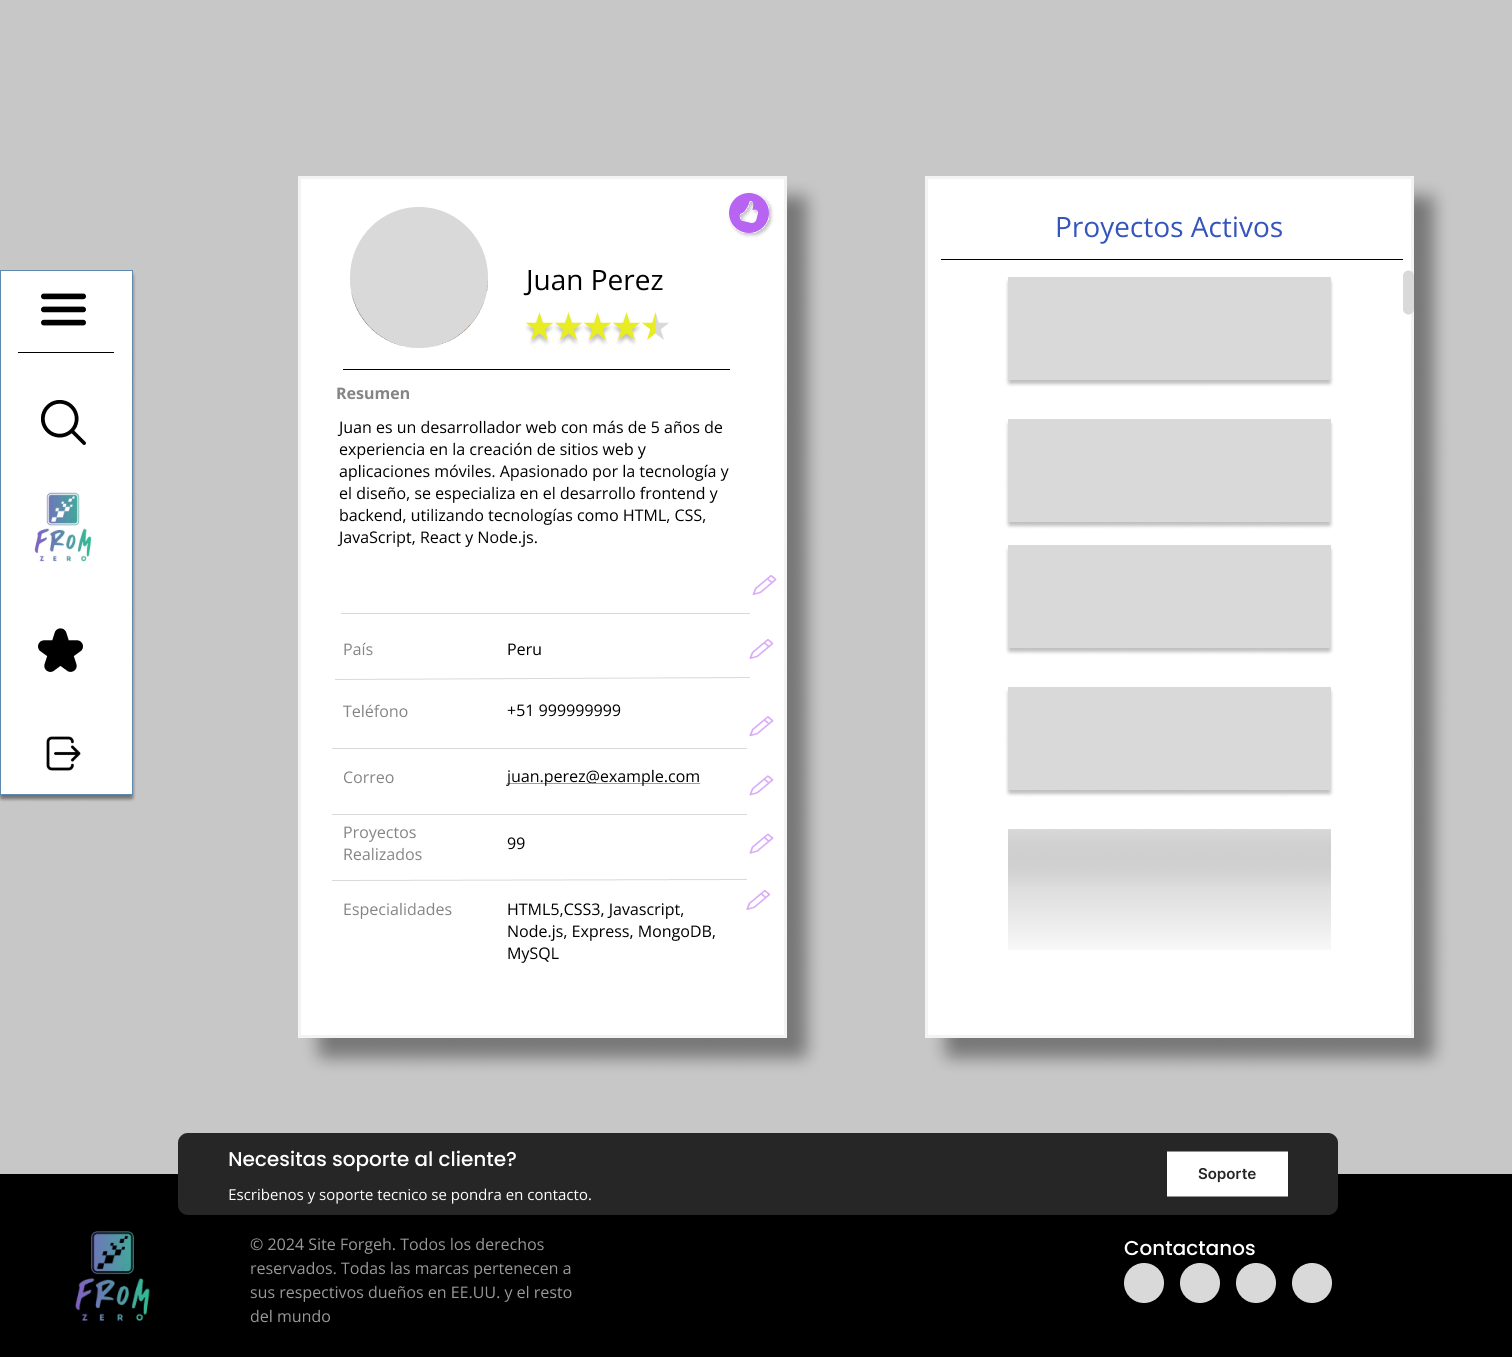 Juan Perez
Resumen
Juan es un desarrollador web con más de 5 años de
experiencia en la creación de sitios web y
aplicaciones móviles. Apasionado por la tecnología y
el diseño, se especializa en el desarrollo frontend y
backend, utilizando tecnologías como HTML, CSS,
JavaScript, React y Node.js.
País
Peru
Teléfono
+51 999999999
Correo
juan.perez@example.com
Proyectos
Realizados
99
Especialidades
HTML5,CSS3, Javascript,
Node.js, Express, MongoDB,
MySQL
Proyectos Activos
FROM
ZERO
Necesitas soporte al cliente?
Escribenos y soporte tecnico se pondra en contacto.
Soporte
FROM
ZERO
© 2024 Site Forgeh. Todos los derechos
reservados. Todas las marcas pertenecen a
sus respectivos dueños en EE.UU. y el resto
del mundo
Contactanos